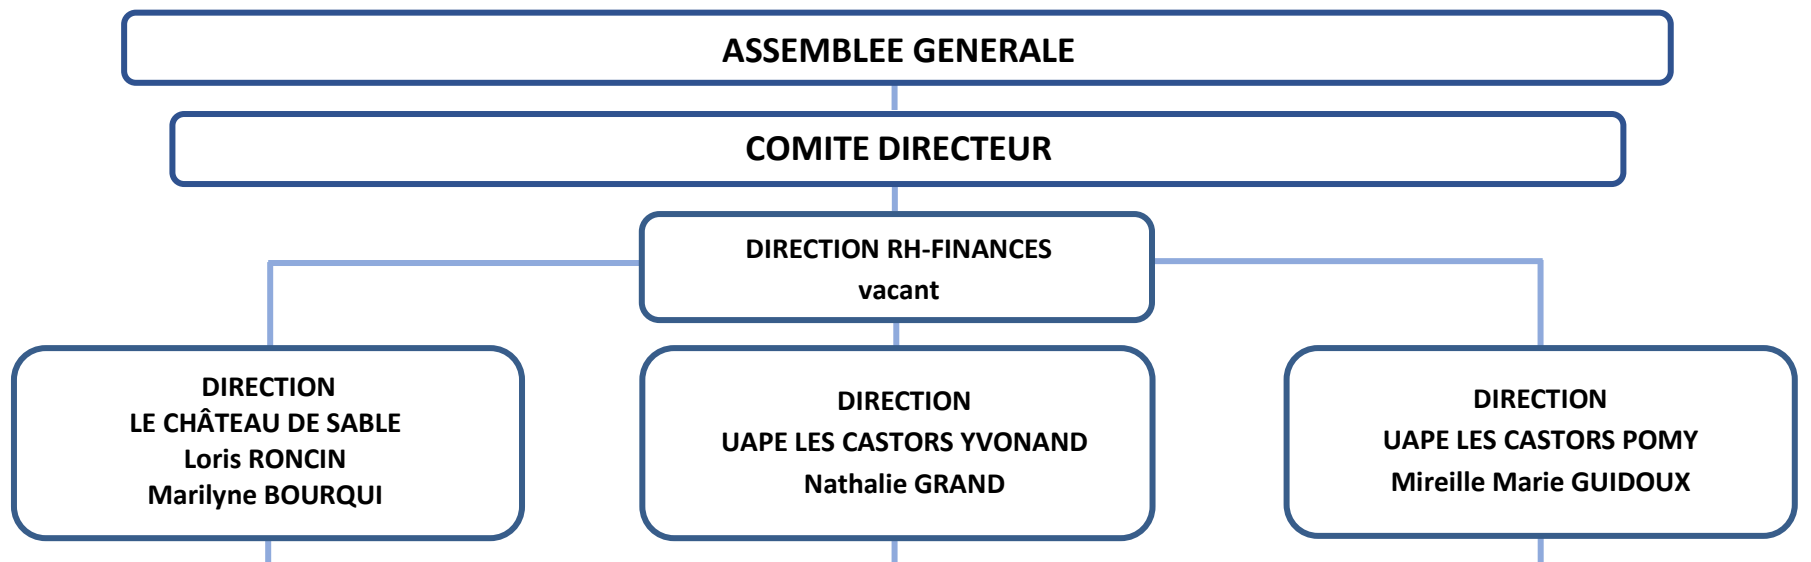 ASSEMBLEE GENERALE
COMITE DIRECTEUR
DIRECTION RH-FINANCES
vacant
DIRECTION
LE CHÂTEAU DE SABLE
Loris RONCIN
Marilyne BOURQUI
DIRECTION
UAPE LES CASTORS YVONAND
Nathalie GRAND
DIRECTION
UAPE LES CASTORS POMY
Mireille Marie GUIDOUX